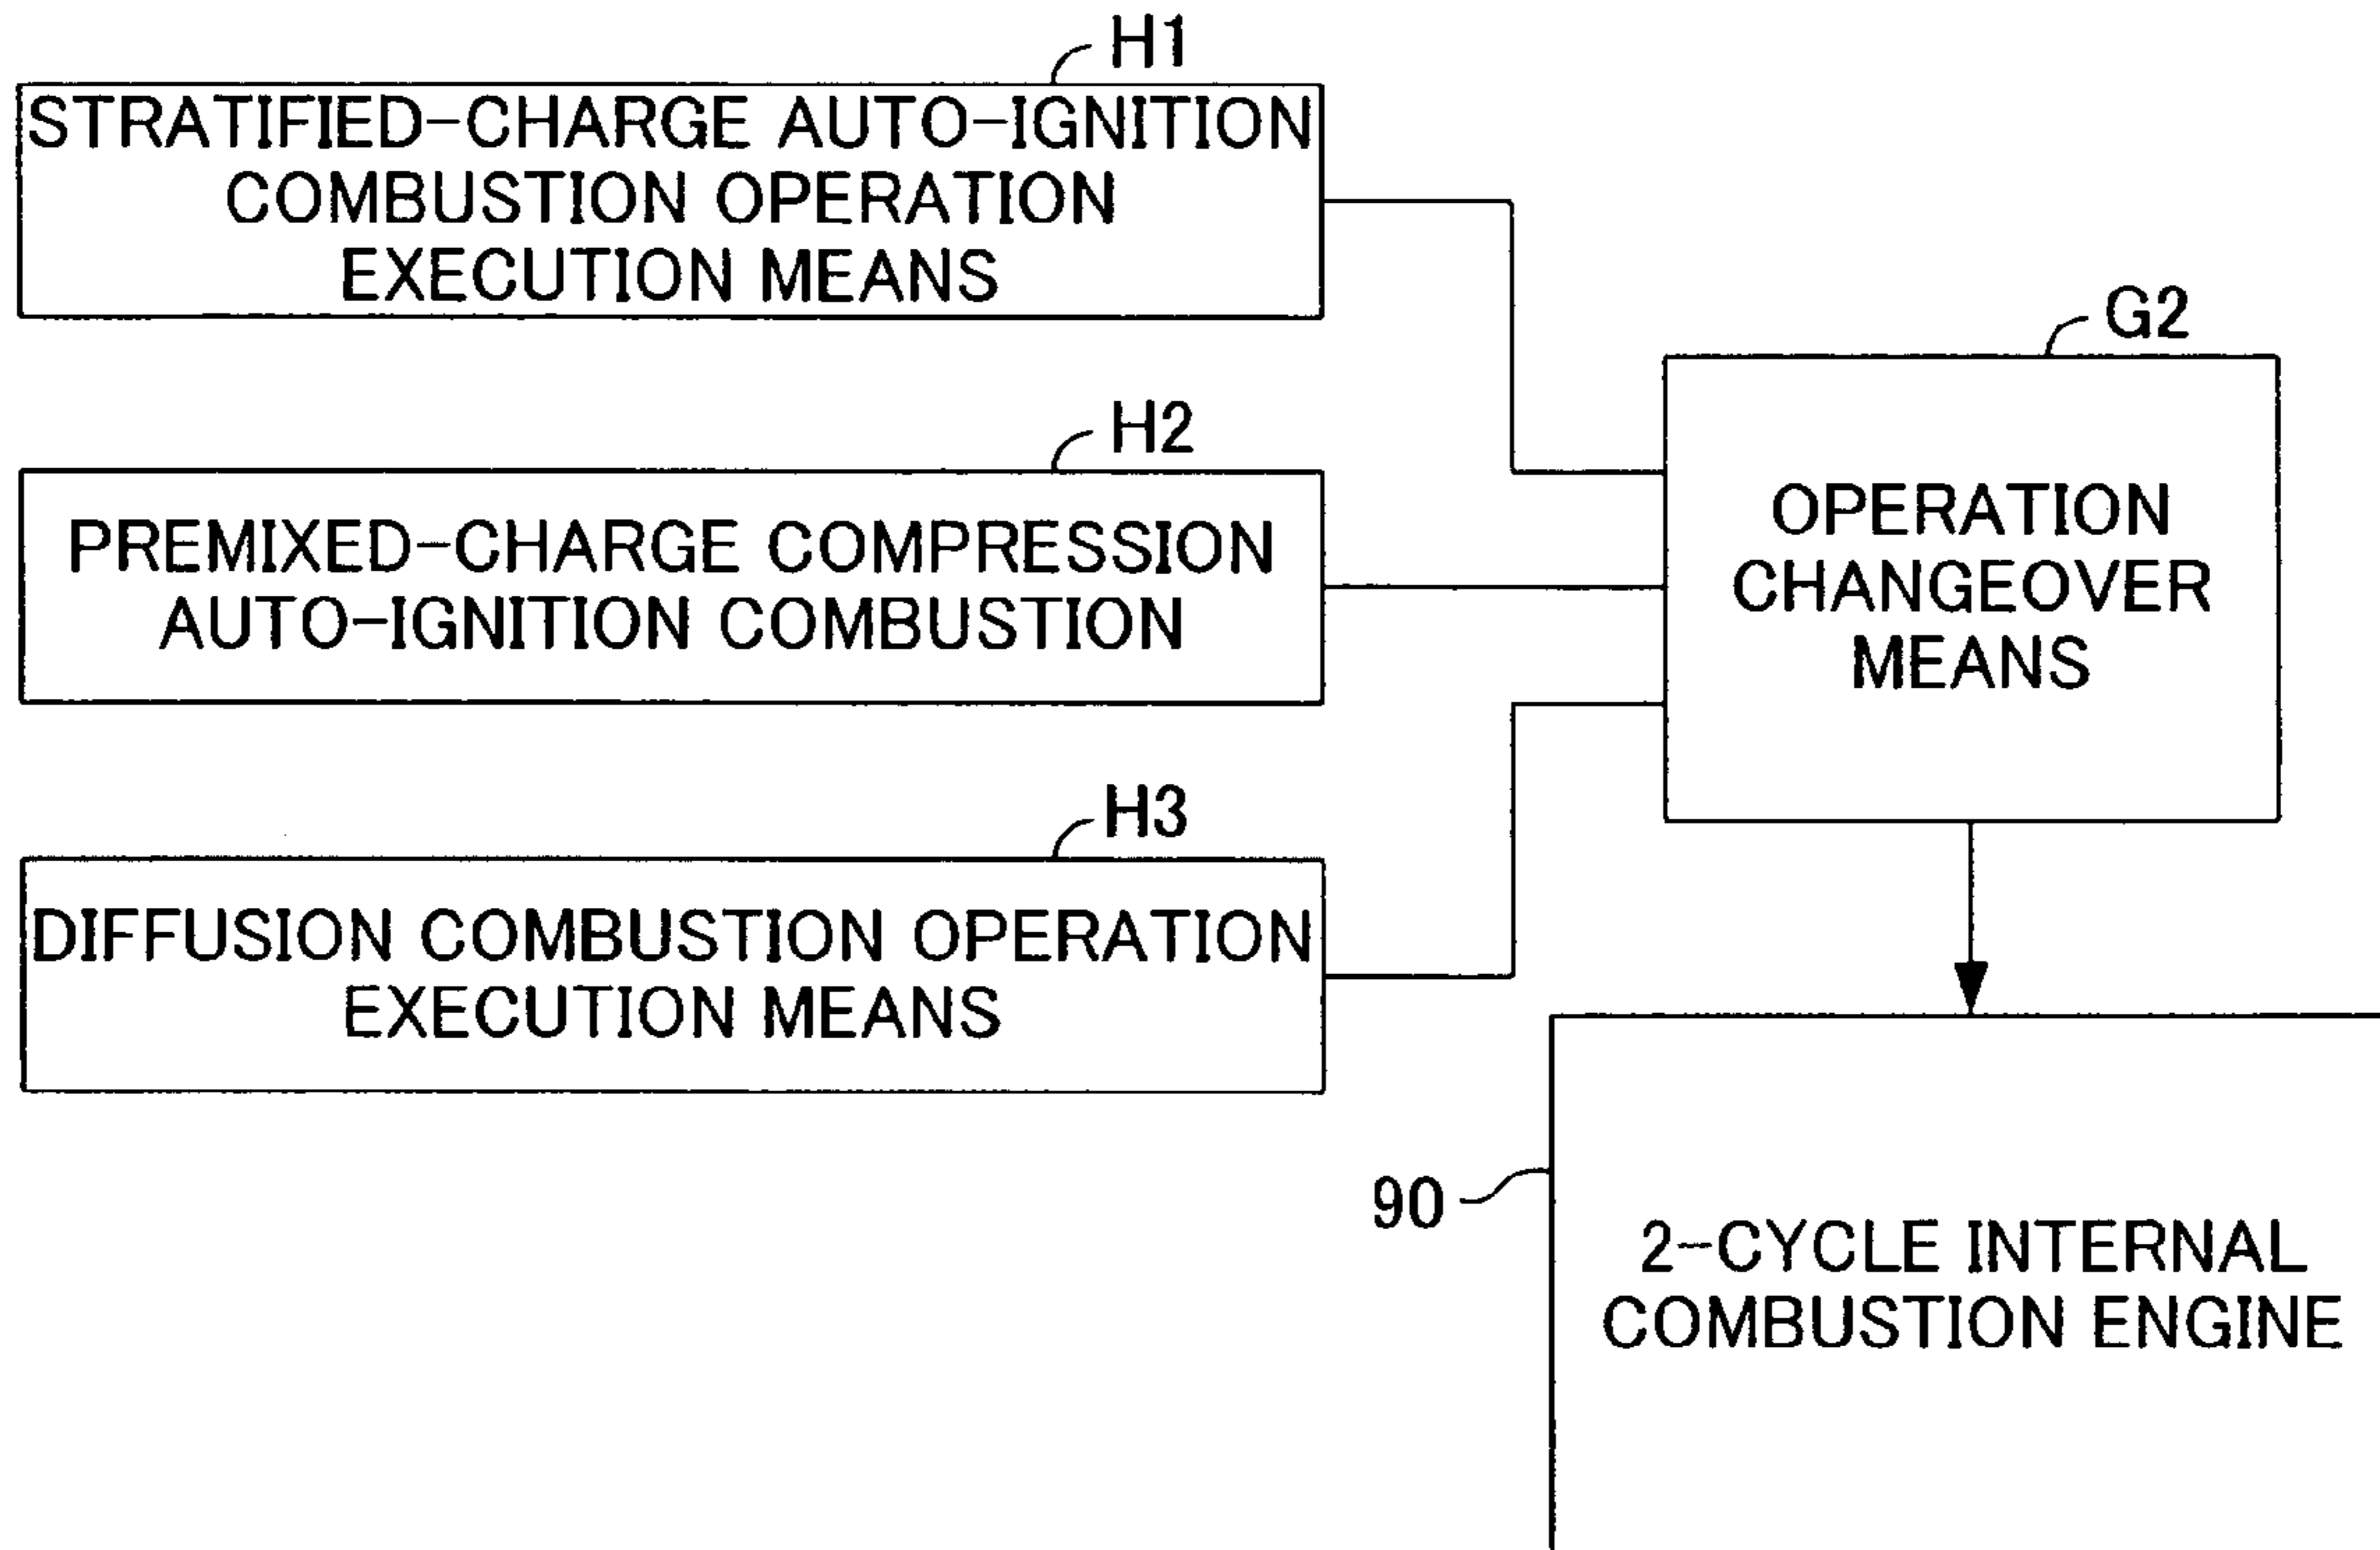 H1
STRATIFIED-CHARGE AUTO-IGNITION
COMBUSTION OPERATION
EXECUTION MEANS
H2
PREMIXED-CHARGE COMPRESSION
AUTO-IGNITION COMBUSTION
H3
DIFFUSION COMBUSTION OPERATION
EXECUTION MEANS
G2
OPERATION
CHANGEOVER
MEANS
90
2-CYCLE INTERNAL
COMBUSTION ENGINE